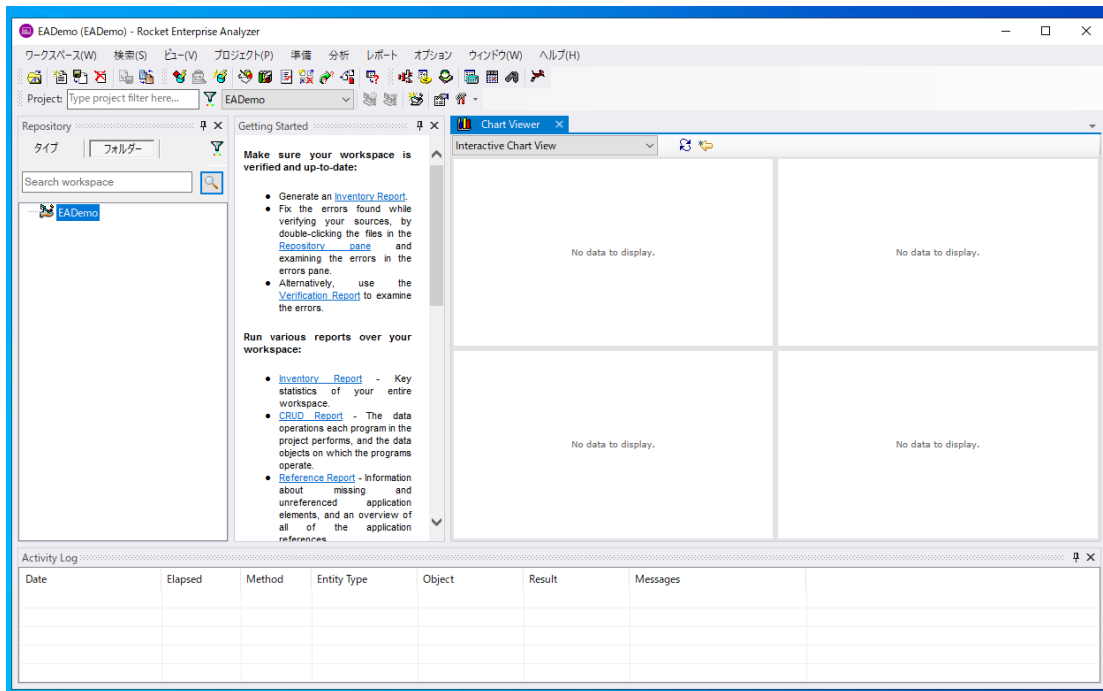 EADemo (EADemo) - Rocket Enterprise Analyzer
ワークスペース(W) 検索(S) ビュー(V) プロジェクト(P) 準備 分析 レポート オプション ウィンドウ(W) ヘルプ(H)
Project: Type project filter here... EADemo
Repository
タイプ フォルダー
Search workspace
EADemo
Getting Started
Make sure your workspace is
verified and up-to-date:
● Generate an Inventory Report.
● Fix the errors found while
verifying your sources, by
double-clicking the files in the
Repository pane and
examining the errors in the
errors pane.
● Alternatively, use the
Verification Report to examine
the errors.
Run various reports over your
workspace:
● Inventory Report - Key
statistics of your entire
workspace.
● CRUD Report - The data
operations each program in the
project performs, and the data
objects on which the programs
operate.
● Reference Report - Information
about missing and
unreferenced application
elements, and an overview of
all of the application
references
Chart Viewer
Interactive Chart View
No data to display.
No data to display.
No data to display.
No data to display.
Activity Log
Date Elapsed Method Entity Type Object Result Messages